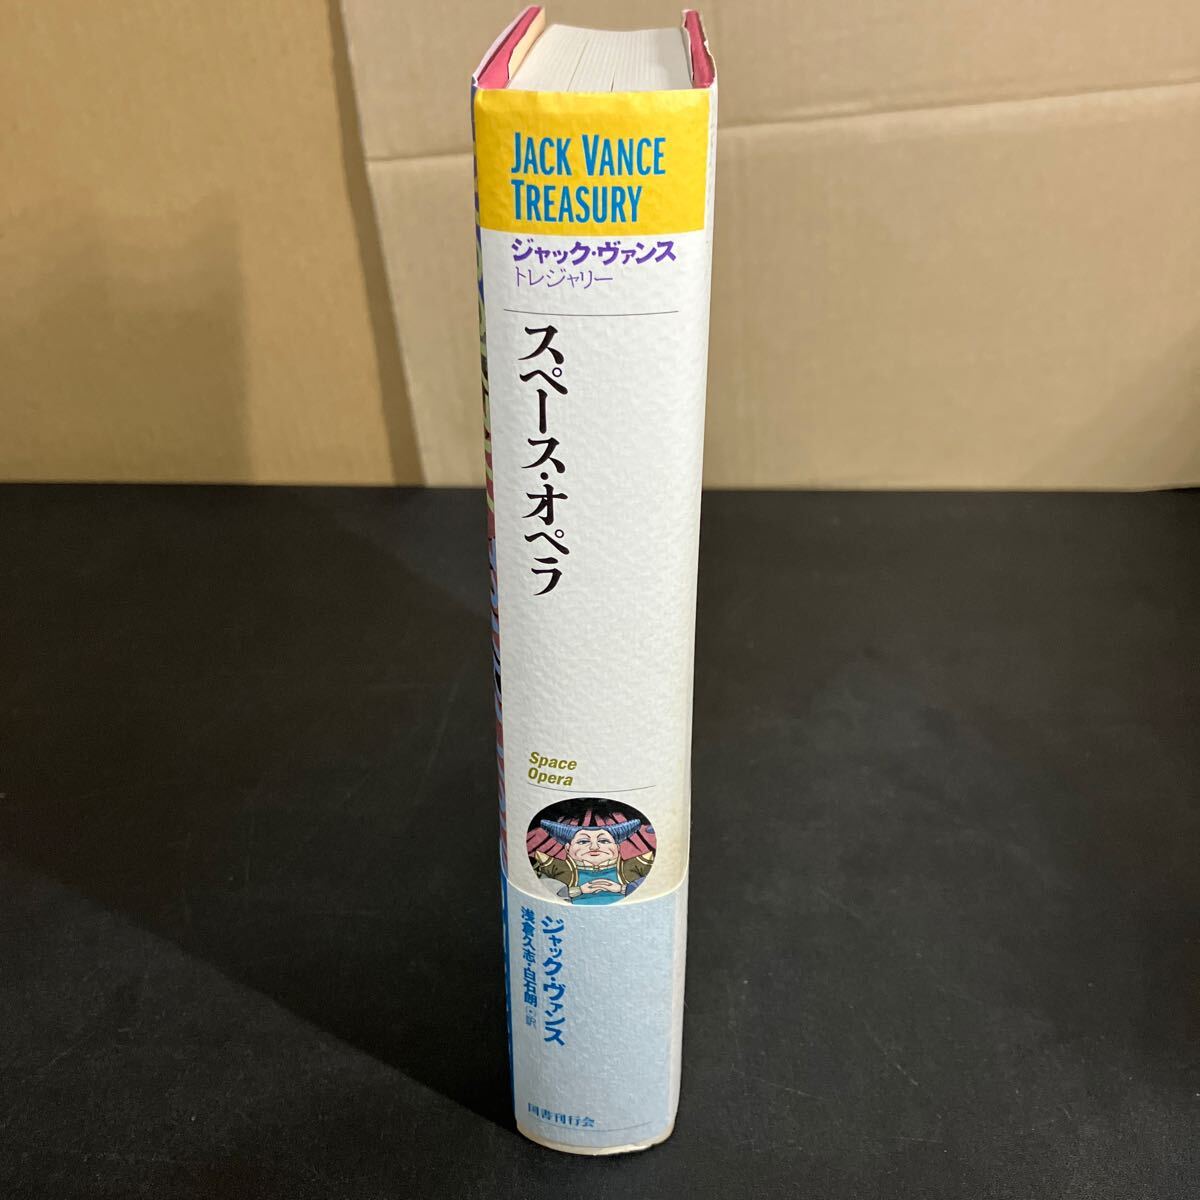 JACK VANCE
TREASURY
ジャック・ヴァンス
トレジャリー
スペース・オペラ
Space
Opera
ジャック・ヴァンス
浅倉久志・白石朗・訳
国書刊行会